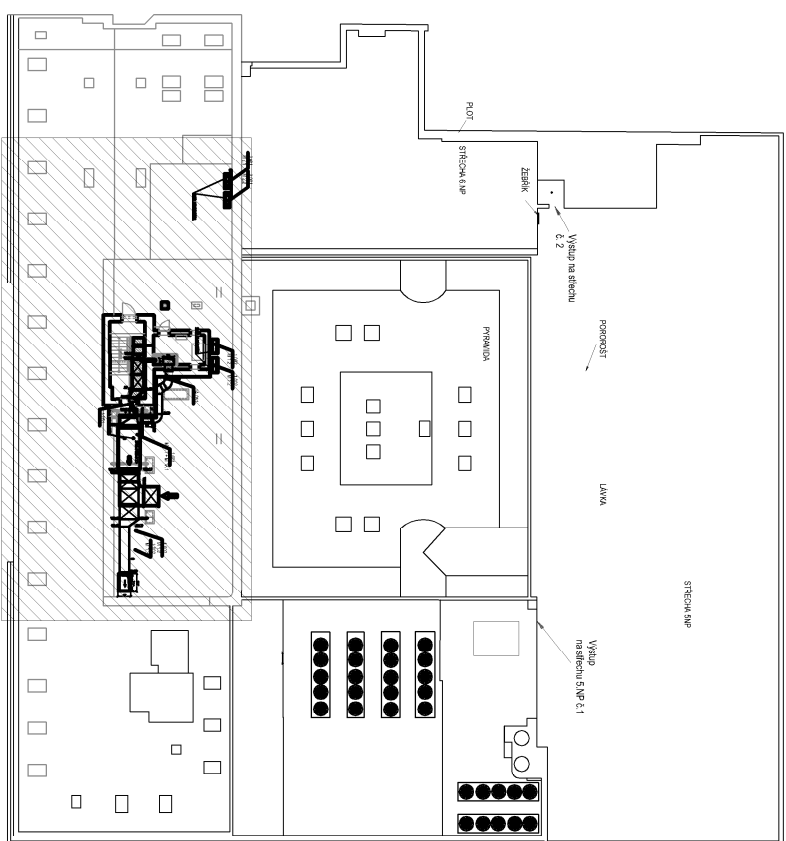 PLOT
STŘECHA 6.NP
ŽEBŘÍK
Výstup na střechu
č. 2
POROROŠT
PYRAMIDA
LÁVKA
STŘECHA 5NP
Výstup
na střechu 5.NP č.1